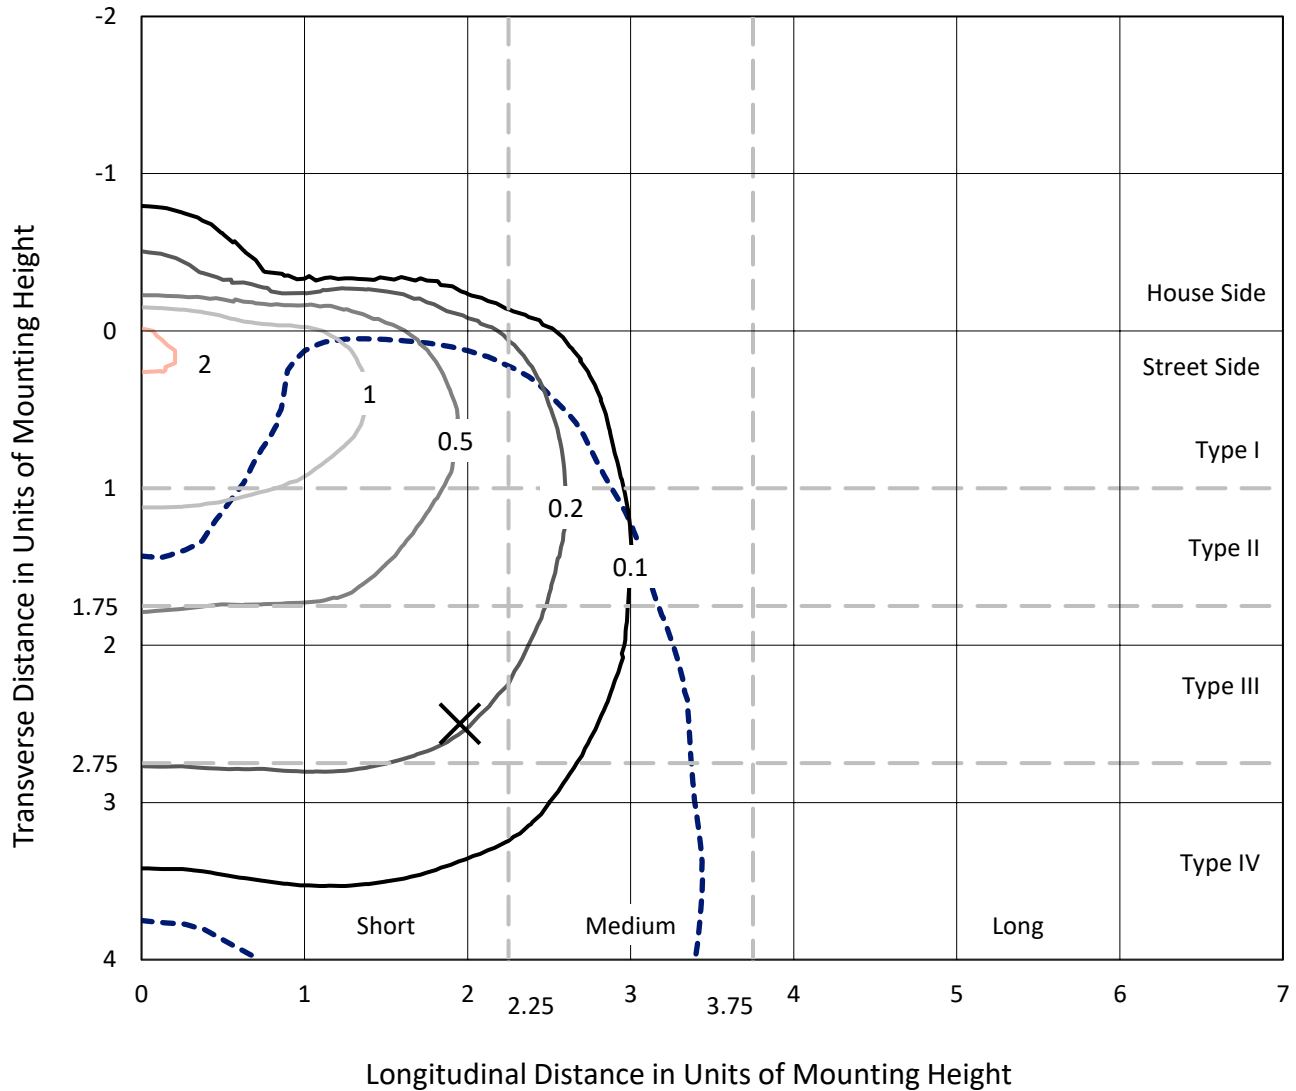 -2
-1
0
1
1.75
2
2.75
3
4
Transverse Distance in Units of Mounting Height
House Side
Street Side
Type I
Type II
Type III
Type IV
2
1
0.5
0.2
0.1
Short
Medium
Long
0
1
2
2.25
3
3.75
4
5
6
7
Longitudinal Distance in Units of Mounting Height